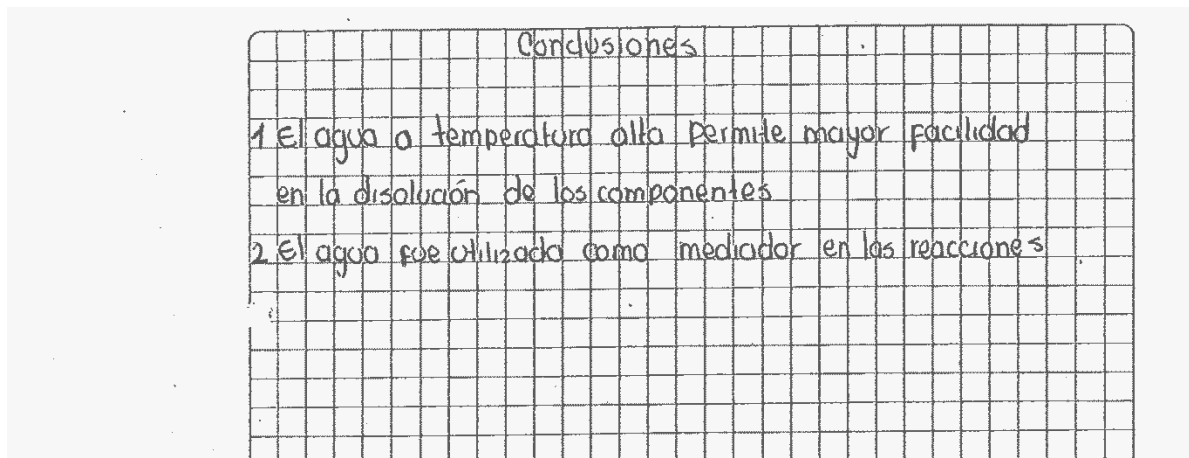 Conclusiones
1 El agua a temperatura alta permite mayor facilidad
en la disolución de los componentes
2 El agua fue utilizada como mediador en las reacciones